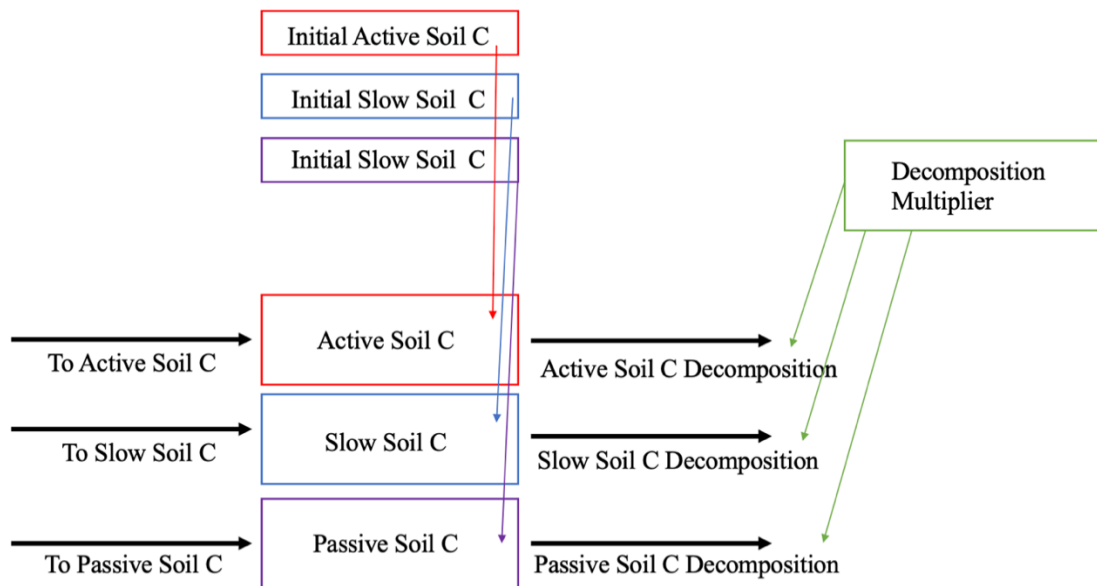 Initial Active Soil C
Initial Slow Soil C
Initial Slow Soil C
Decomposition
Multiplier
To Active Soil C
Active Soil C
Active Soil C Decomposition
To Slow Soil C
Slow Soil C
Slow Soil C Decomposition
To Passive Soil C
Passive Soil C
Passive Soil C Decomposition